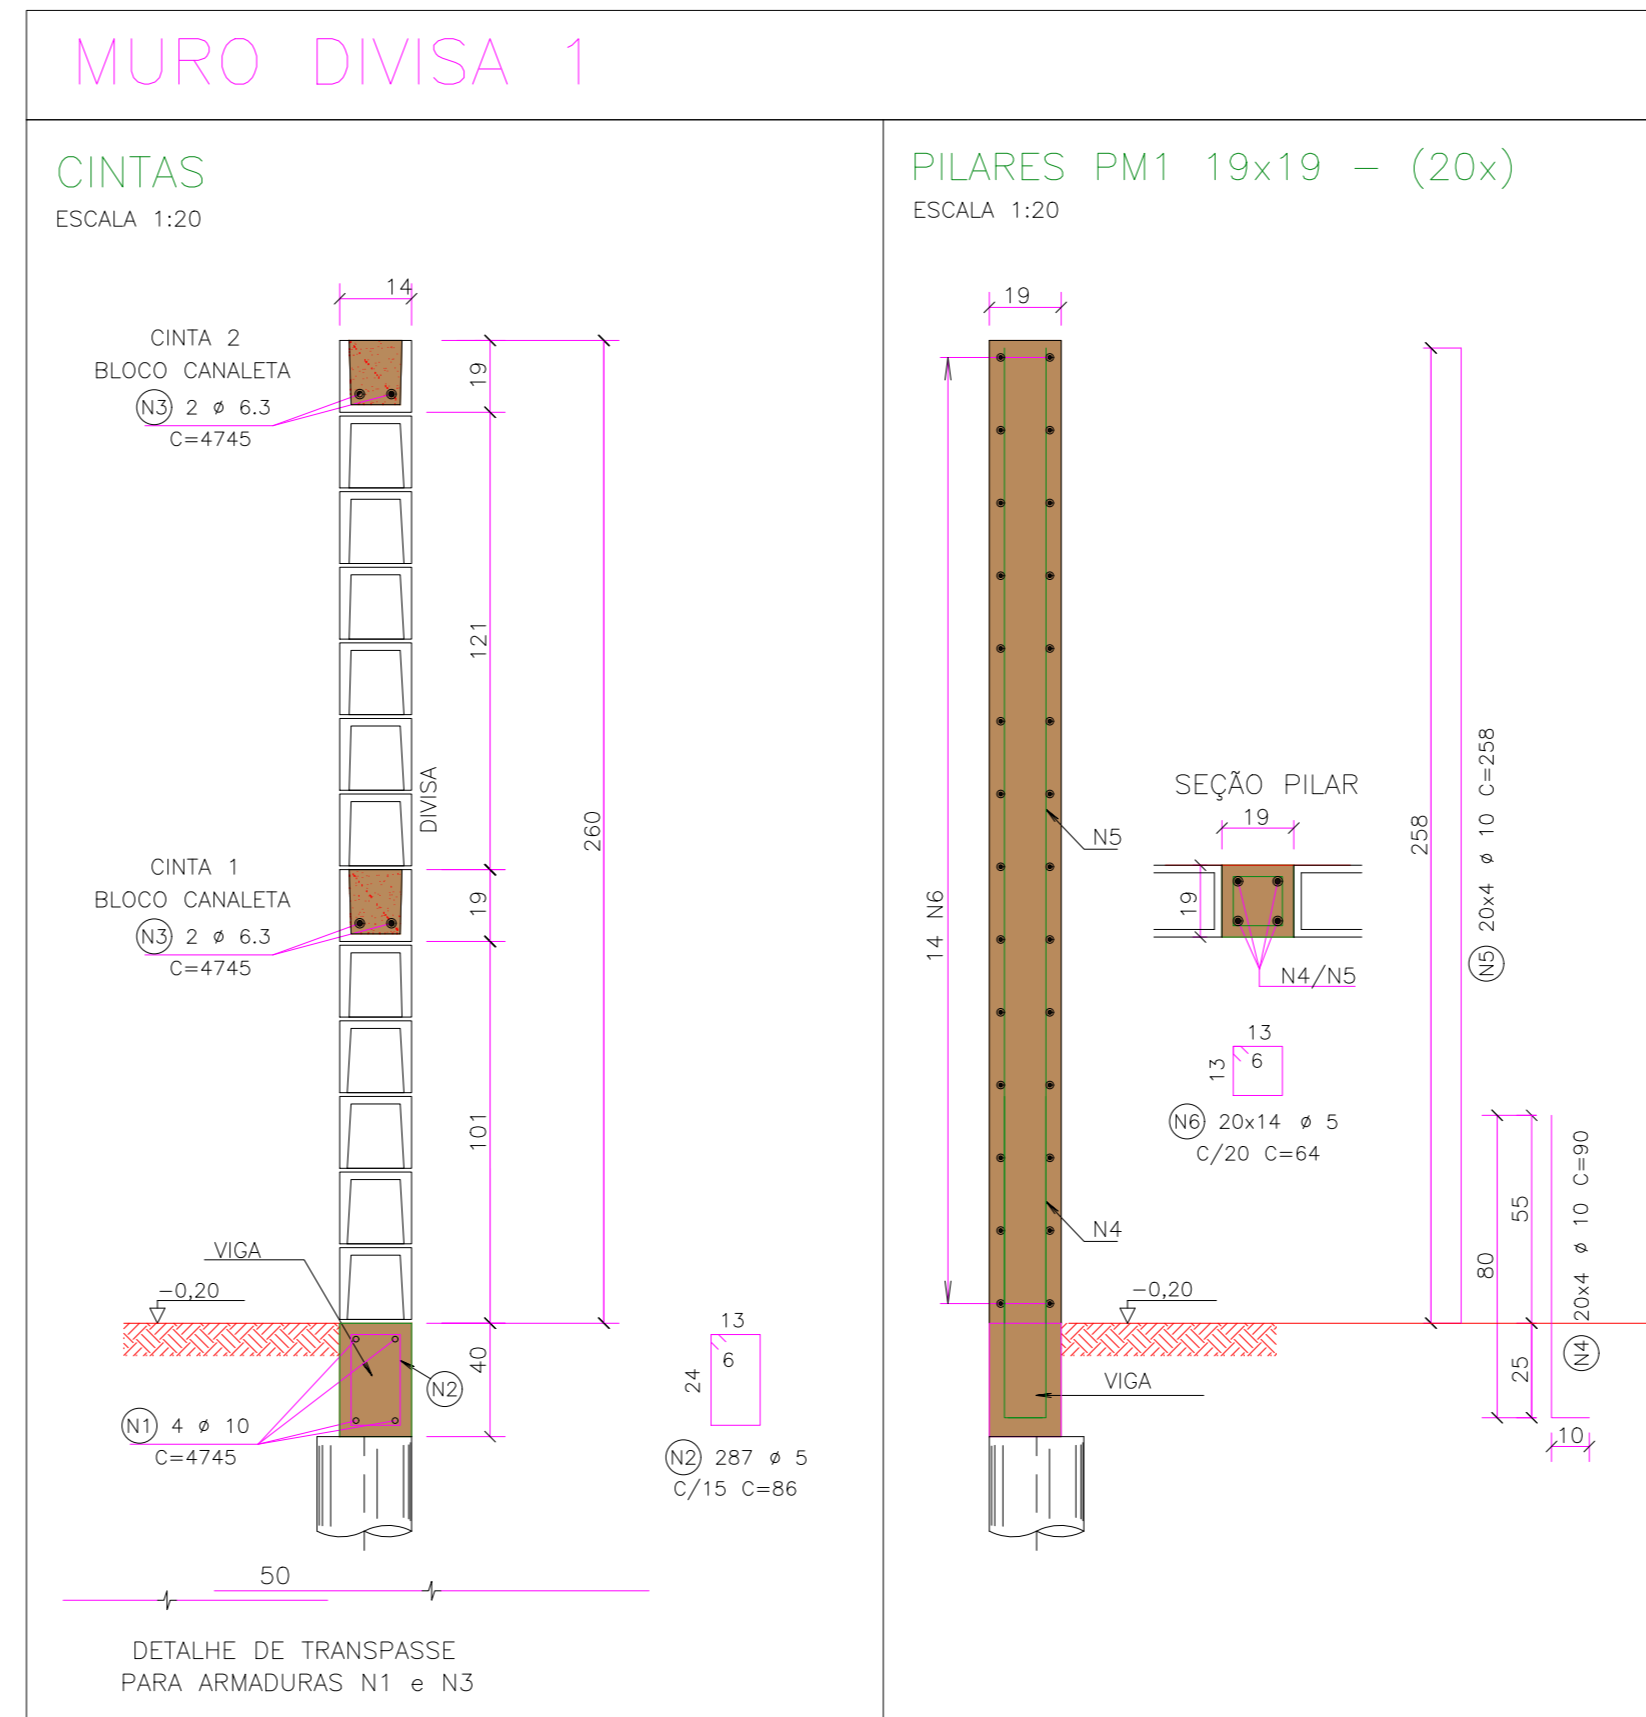 MURO DIVISA 1
CINTAS
ESCALA 1:20
14
CINTA 2
BLOCO CANALETA
N3 2 ø 6.3
C=4745
19
121
260
DIVISA
CINTA 1
BLOCO CANALETA
N3 2 ø 6.3
C=4745
19
101
VIGA
-0,20
40
N2
N1 4 ø 10
C=4745
13
6
24
N2 287 ø 5
C/15 C=86
50
DETALHE DE TRANSPASSE
PARA ARMADURAS N1 e N3
PILARES PM1 19x19 - (20x)
ESCALA 1:20
19
14 N6
N5
N4
-0,20
VIGA
SEÇÃO PILAR
19
19
N4/N5
13
13
6
N6 20x14 ø 5
C/20 C=64
258
N5 20x4 ø 10 C=258
80
55
25
N4 20x4 ø 10 C=90
10